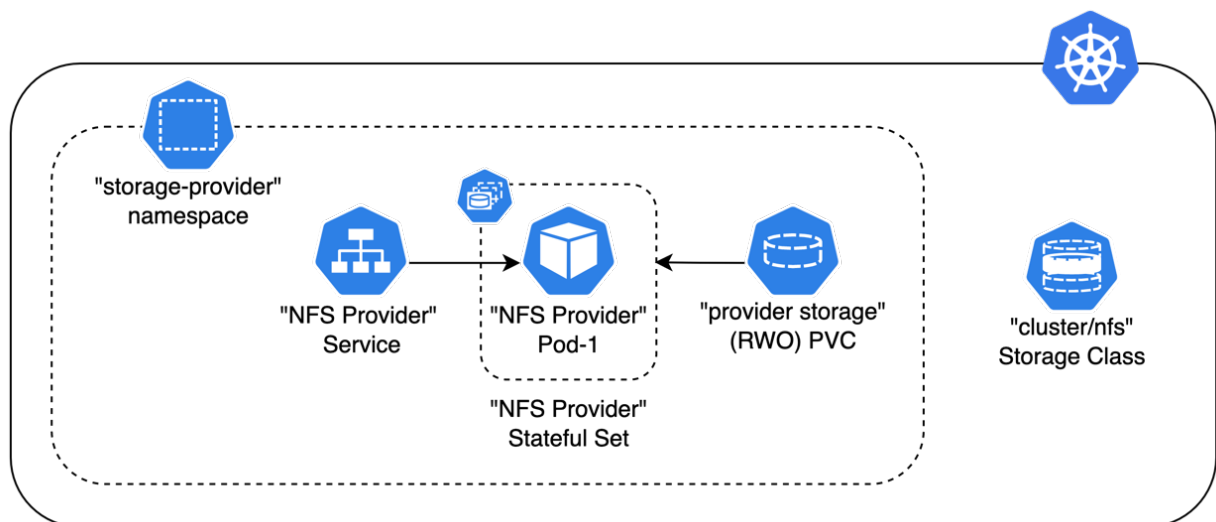 "storage-provider"
namespace
"NFS Provider"
Service
"NFS Provider"
Pod-1
"provider storage"
(RWO) PVC
"cluster/nfs"
Storage Class
"NFS Provider"
Stateful Set